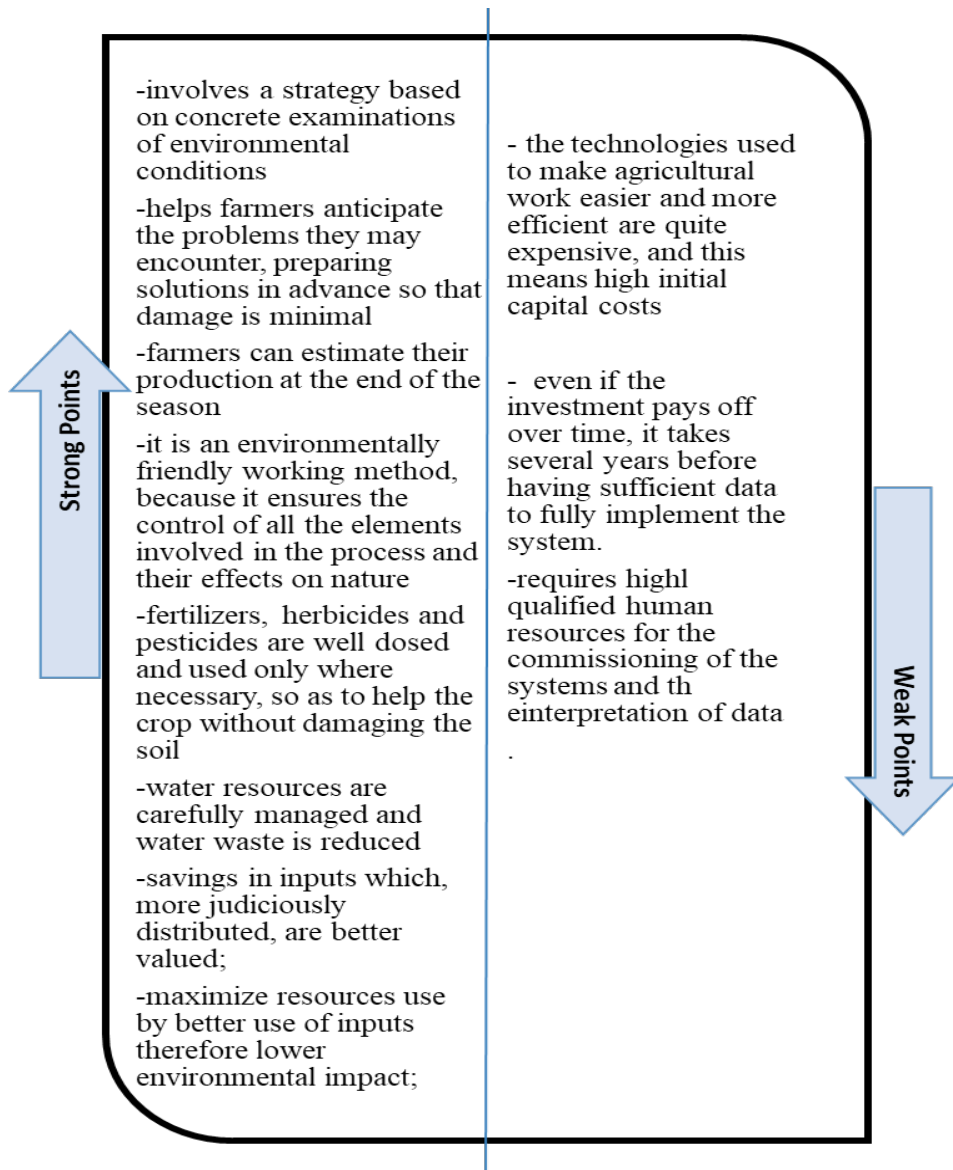 Strong Points
-involves a strategy based
on concrete examinations
of environmental
conditions
-helps farmers anticipate
the problems they may
encounter, preparing
solutions in advance so that
damage is minimal
-farmers can estimate their
production at the end of the
season
-it is an environmentally
friendly working method,
because it ensures the
control of all the elements
involved in the process and
their effects on nature
-fertilizers, herbicides and
pesticides are well dosed
and used only where
necessary, so as to help the
crop without damaging the
soil
-water resources are
carefully managed and
water waste is reduced
-savings in inputs which,
more judiciously
distributed, are better
valued;
-maximize resources use
by better use of inputs
therefore lower
environmental impact;
- the technologies used
to make agricultural
work easier and more
efficient are quite
expensive, and this
means high initial
capital costs
- even if the
investment pays off
over time, it takes
several years before
having sufficient data
to fully implement the
system.
-requires highl
qualified human
resources for the
commissioning of the
systems and th
einterpretation of data
.
Weak Points